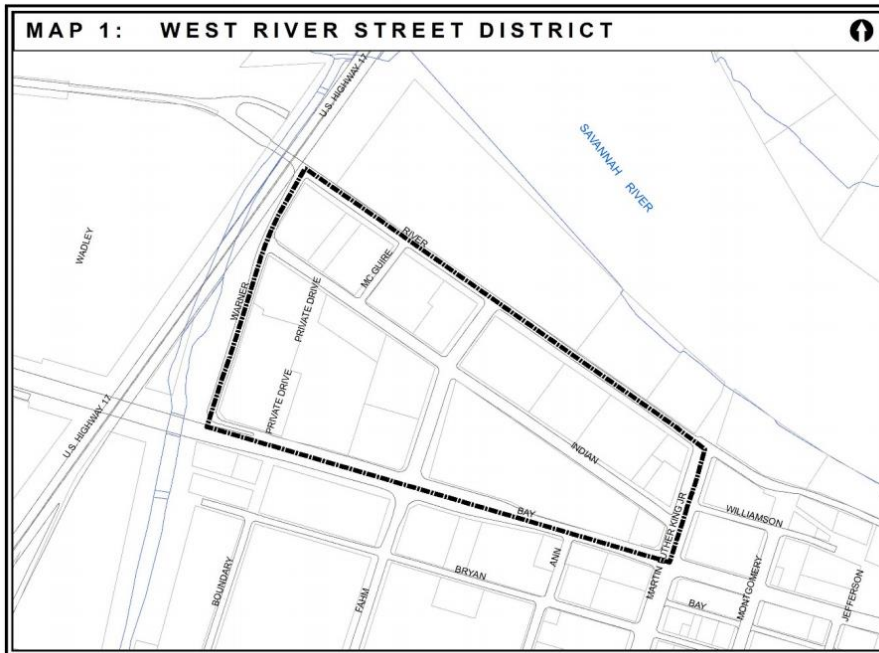 MAP 1: WEST RIVER STREET DISTRICT
U.S. HIGHWAY 17
SAVANNAH RIVER
WADLEY
RIVER
MC GUIRE
WARNER
PRIVATE DRIVE
PRIVATE DRIVE
U.S. HIGHWAY 17
INDIAN
BAY
MARTIN LUTHER KING JR
WILLIAMSON
BOUNDARY
FAHM
BRYAN
ANN
BAY
MONTGOMERY
JEFFERSON